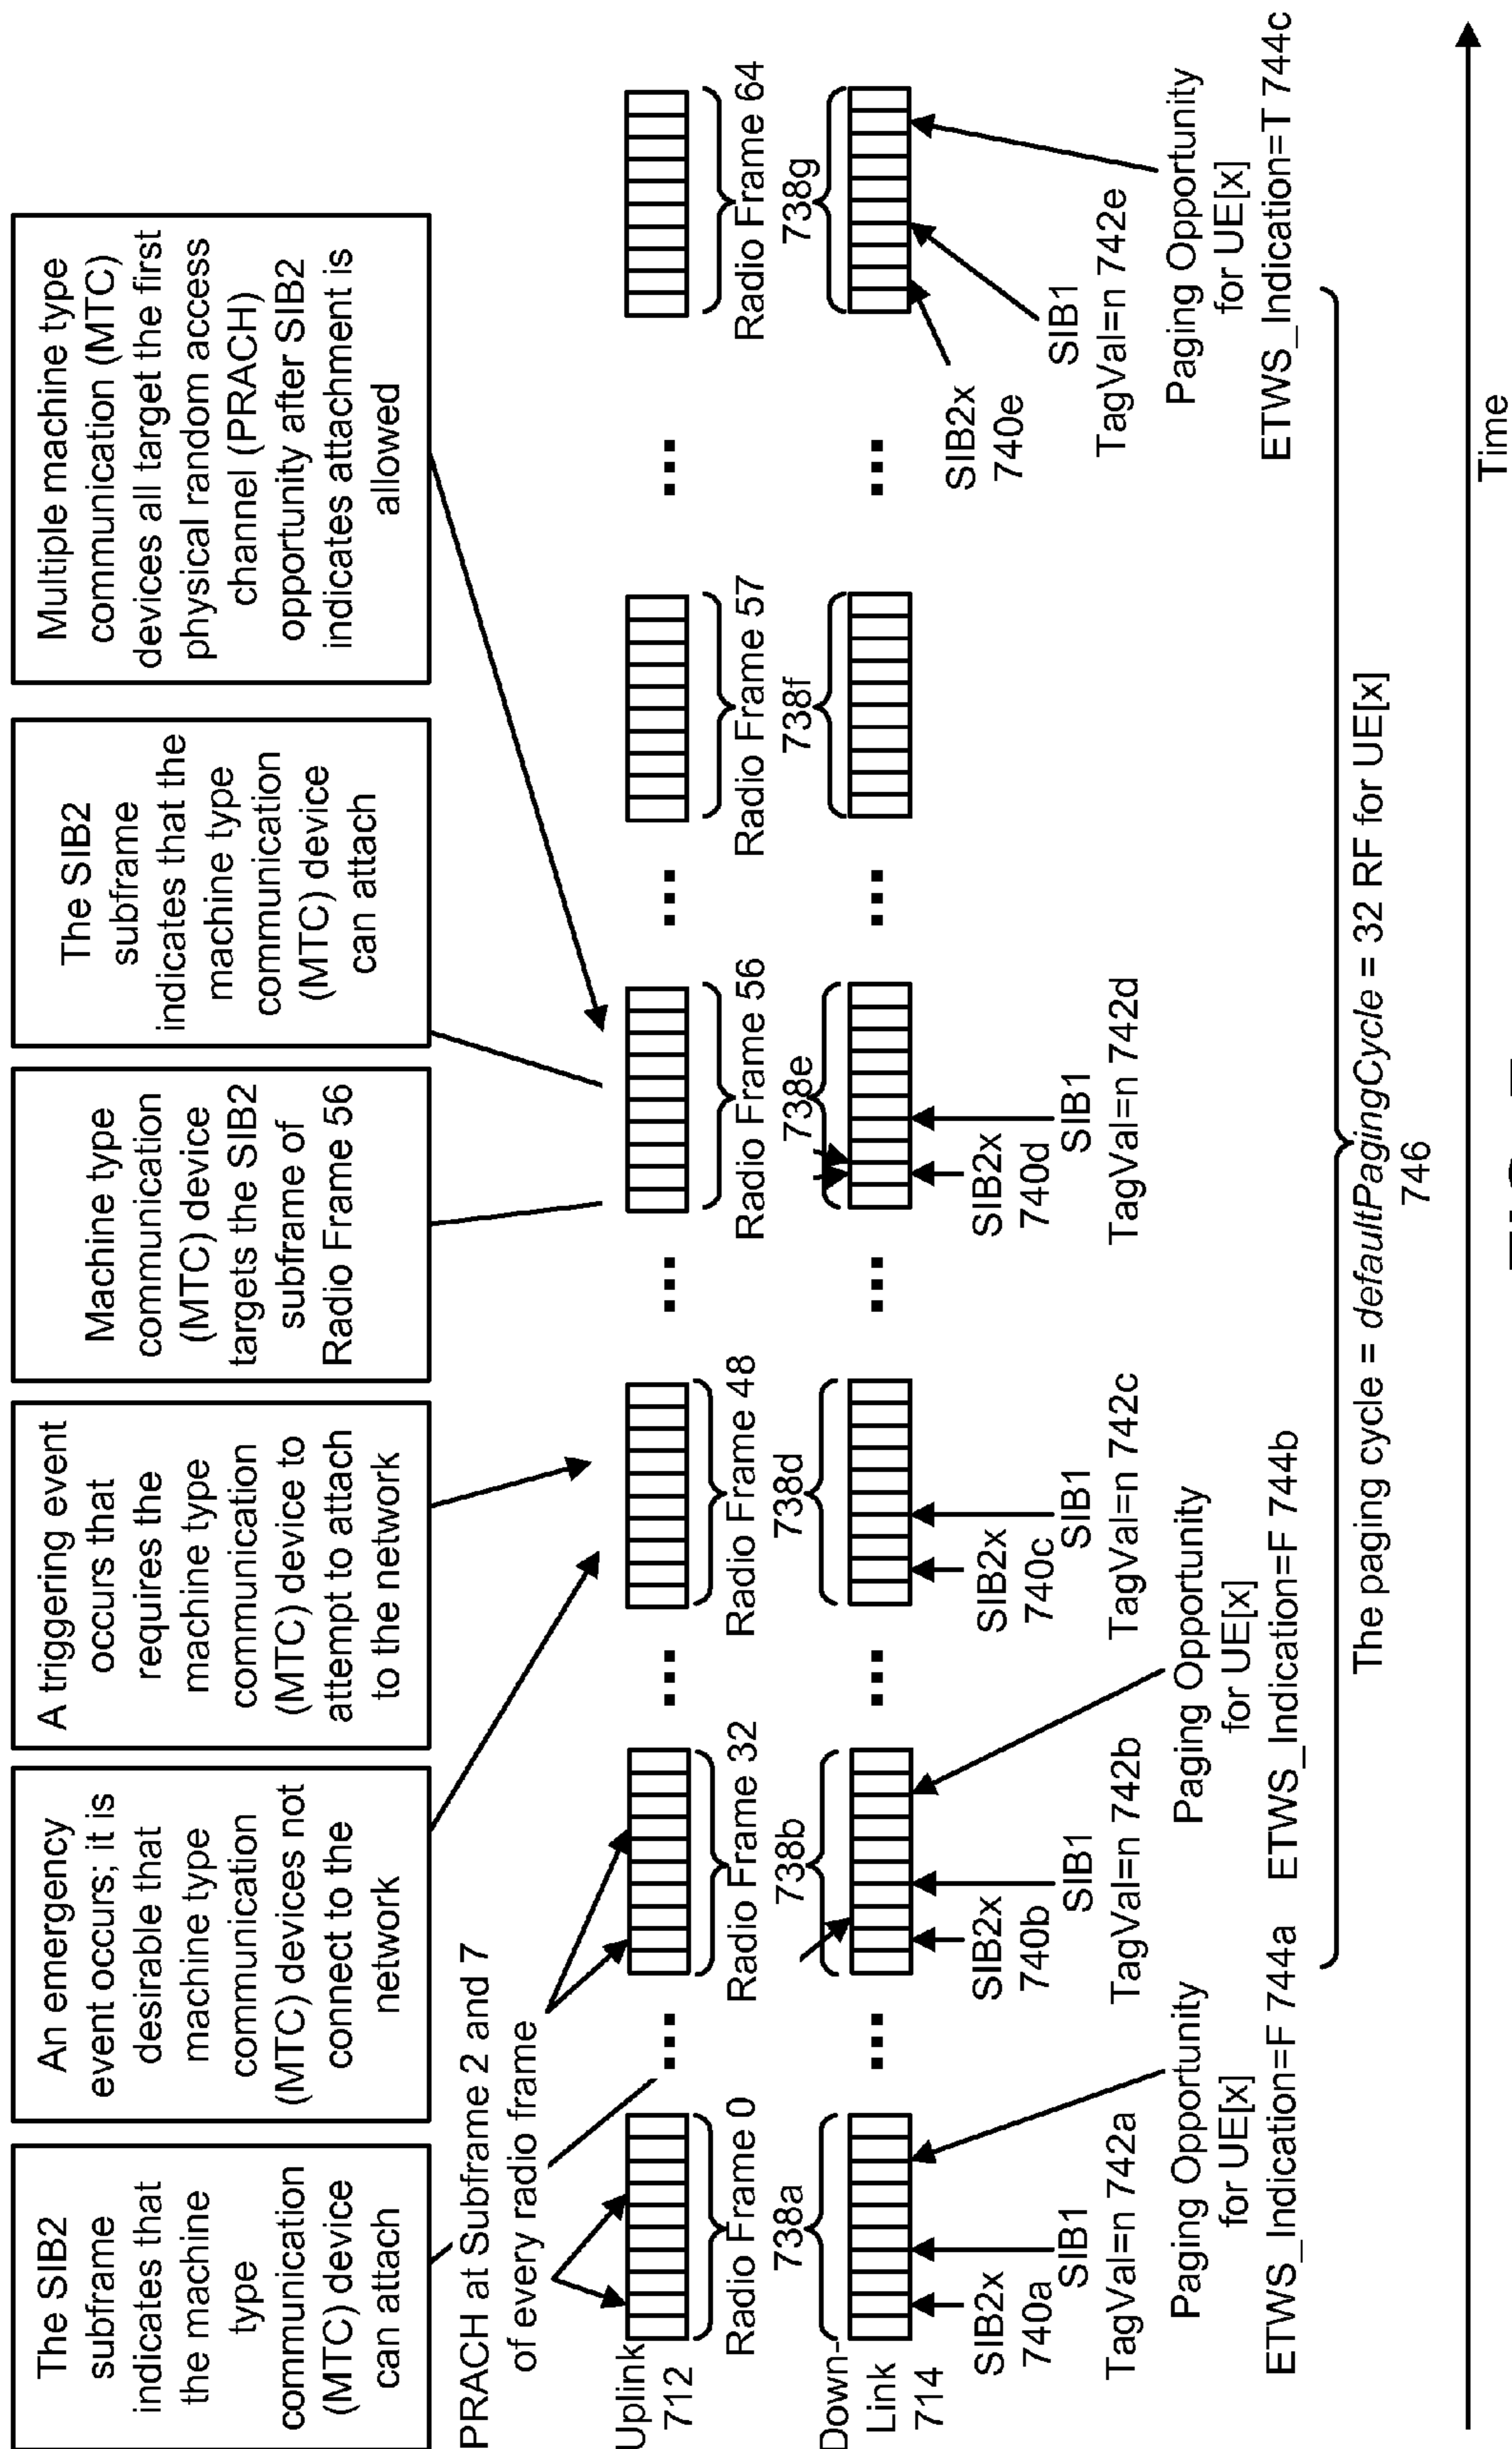 The SIB2
subframe
indicates that
the machine
type
communication
(MTC) device
can attach
An emergency
event occurs; it is
desirable that
machine type
communication
(MTC) devices not
connect to the
network
A triggering event
occurs that
requires the
machine type
communication
(MTC) device to
attempt to attach
to the network
Machine type
communication
(MTC) device
targets the SIB2
subframe of
Radio Frame 56
The SIB2
subframe
indicates that the
machine type
communication
(MTC) device
can attach
Multiple machine type
communication (MTC)
devices all target the first
physical random access
channel (PRACH)
opportunity after SIB2
indicates attachment is
allowed
PRACH at Subframe 2 and 7
of every radio frame
Uplink
712
Radio Frame 0
738a
Radio Frame 32
738b
Radio Frame 48
738d
Radio Frame 56
738e
Radio Frame 57
738f
Radio Frame 64
738g
Down-
Link
714
SIB2x
740a
SIB1
TagVal=n 742a
Paging Opportunity
for UE[x]
ETWS_Indication=F 744a
SIB2x
740b
SIB1
TagVal=n 742b
Paging Opportunity
for UE[x]
ETWS_Indication=F 744b
SIB2x
740c
SIB1
TagVal=n 742c
SIB2x
740d
SIB1
TagVal=n 742d
SIB2x
740e
SIB1
TagVal=n 742e
Paging Opportunity
for UE[x]
ETWS_Indication=T 744c
The paging cycle = defaultPagingCycle = 32 RF for UE[x]
746
Time